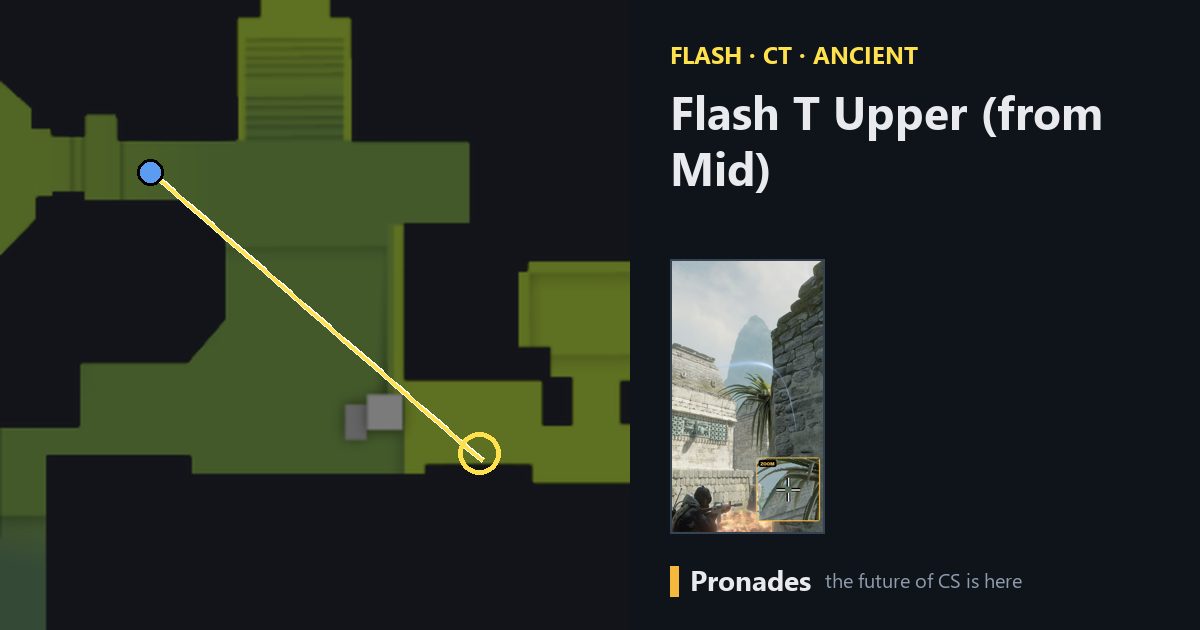 FLASH · CT · ANCIENT
Flash T Upper (from
Mid)
ZOOM
Pronades the future of CS is here